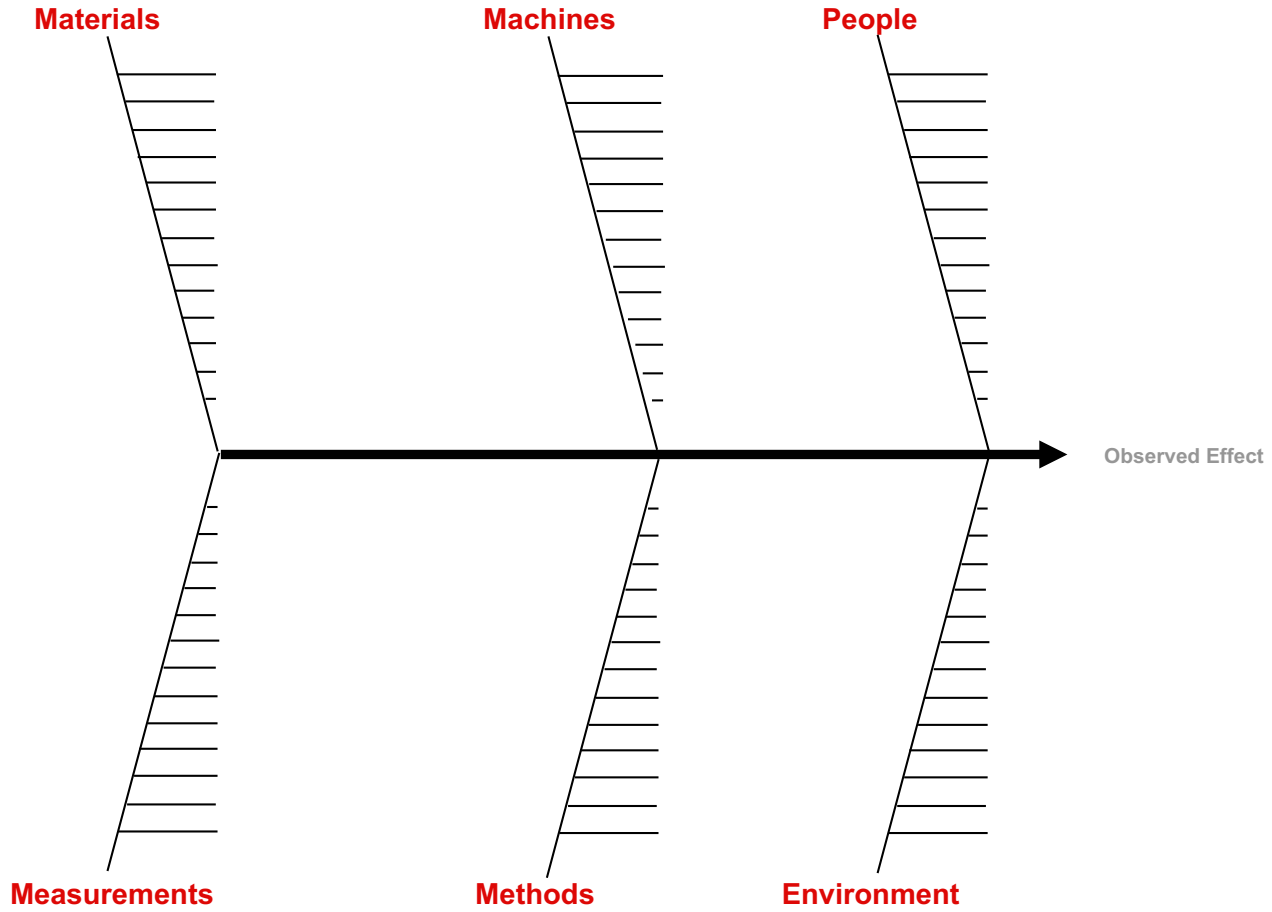 Materials
Machines
People
Observed Effect
Measurements
Methods
Environment